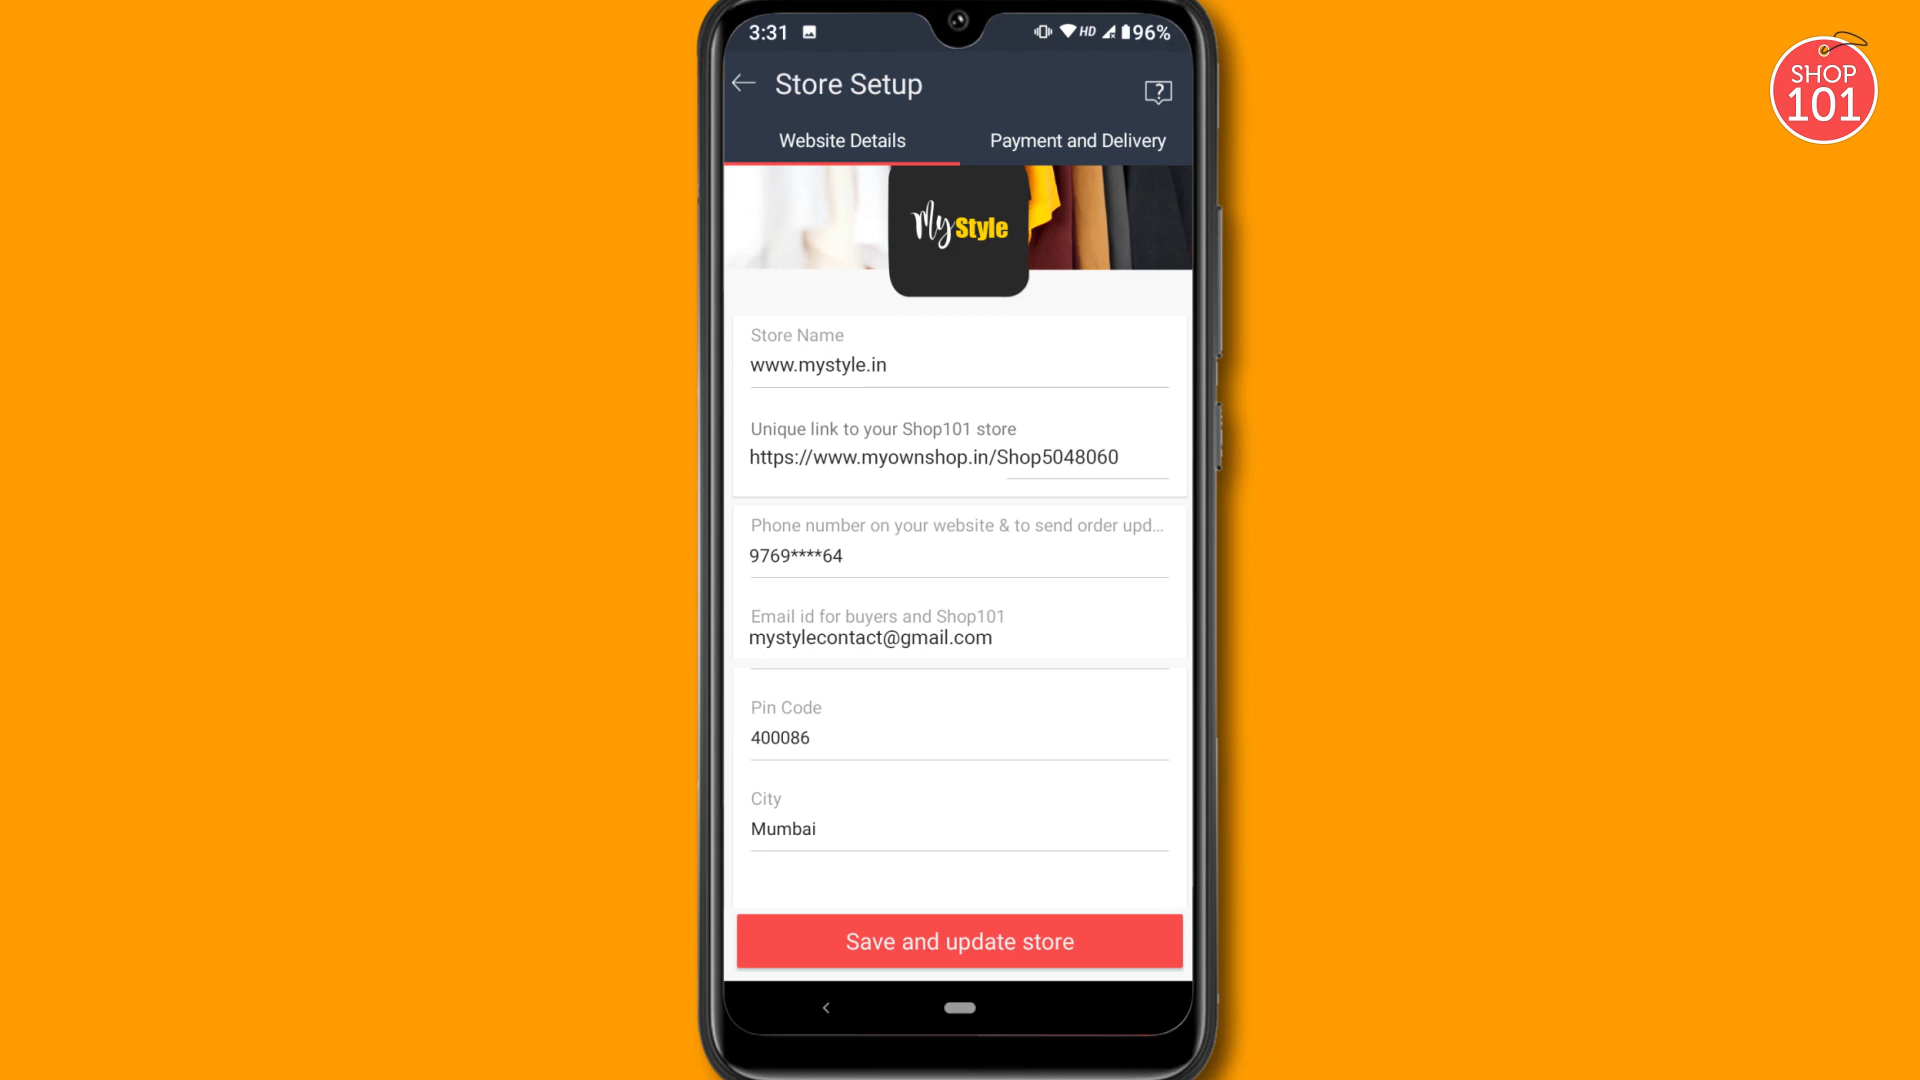 3:31
HD
96%
Store Setup
?
Website Details
Payment and Delivery
My Style
Store Name
www.mystyle.in
Unique link to your Shop101 store
https://www.myownshop.in/Shop5048060
Phone number on your website & to send order upd...
9769****64
Email id for buyers and Shop101
mystylecontact@gmail.com
Pin Code
400086
City
Mumbai
Save and update store
SHOP
101